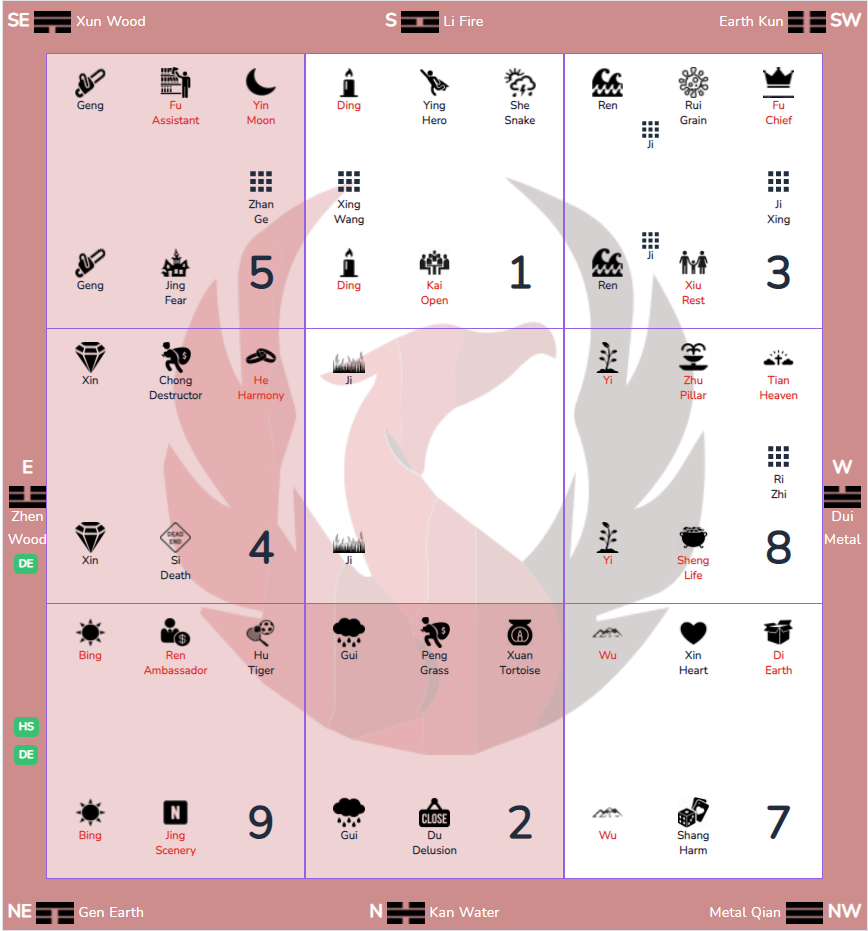 SE Xun Wood S Li Fire Earth Kun SW
Geng Fu Yin Ding Ying She Ren Rui Fu
Assistant Moon Hero Snake Grain Chief
Ji
Zhan Xing Ji
Ge Wang Xing
Ji
Geng Jing 5 Ding Kai 1 Ren Xiu 3
Fear Open Rest
Xin Chong He Ji Yi Zhu Tian
Destructor Harmony Pillar Heaven
E W
Ri
Zhi
Zhen Dui
Wood Metal
DEAD
END
Xin Si 4 Ji Yi Sheng 8
Death Life
DE
A
Bing Ren Hu Gui Peng Xuan Wu Xin Di
Ambassador Tiger Grass Tortoise Heart Earth
HS
DE
N CLOSE
Bing Jing 9 Gui Du 2 Wu Shang 7
Scenery Delusion Harm
NE Gen Earth N Kan Water Metal Qian NW